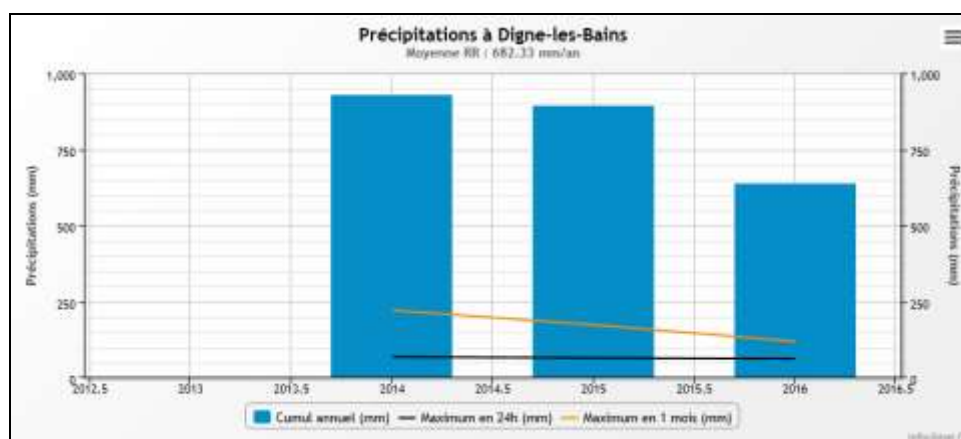 Précipitations à Digne-les-Bains
Moyenne RR : 682.33 mm/an
1,000
1,000
750
750
500
500
250
250
0
0
Précipitations (mm)
Précipitations (mm)
2012.5 2013 2013.5 2014 2014.5 2015 2015.5 2016 2016.5
Cumul annuel (mm) Maximum en 24h (mm) Maximum en 1 mois (mm)